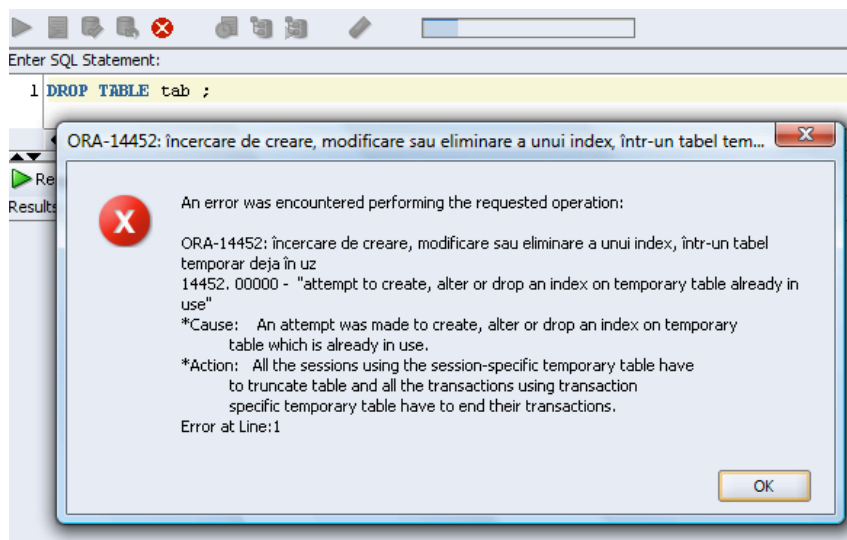 Enter SQL Statement:
1 DROP TABLE tab ;
ORA-14452: încercare de creare, modificare sau eliminare a unui index, într-un tabel tem...
Re
Results
An error was encountered performing the requested operation:
ORA-14452: încercare de creare, modificare sau eliminare a unui index, într-un tabel
temporar deja în uz
14452. 00000 - "attempt to create, alter or drop an index on temporary table already in
use"
*Cause: An attempt was made to create, alter or drop an index on temporary
table which is already in use.
*Action: All the sessions using the session-specific temporary table have
to truncate table and all the transactions using transaction
specific temporary table have to end their transactions.
Error at Line:1
OK